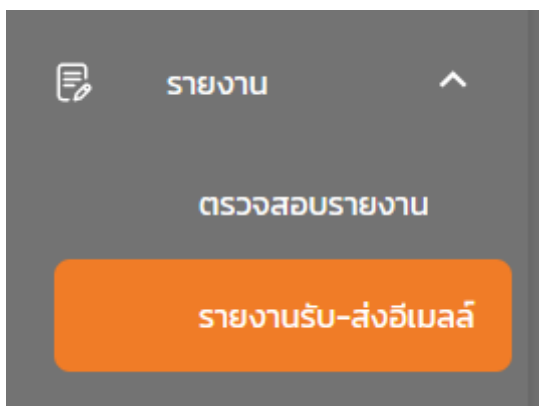 รายงาน
ตรวจสอบรายงาน
รายงานรับ-ส่งอีเมลล์